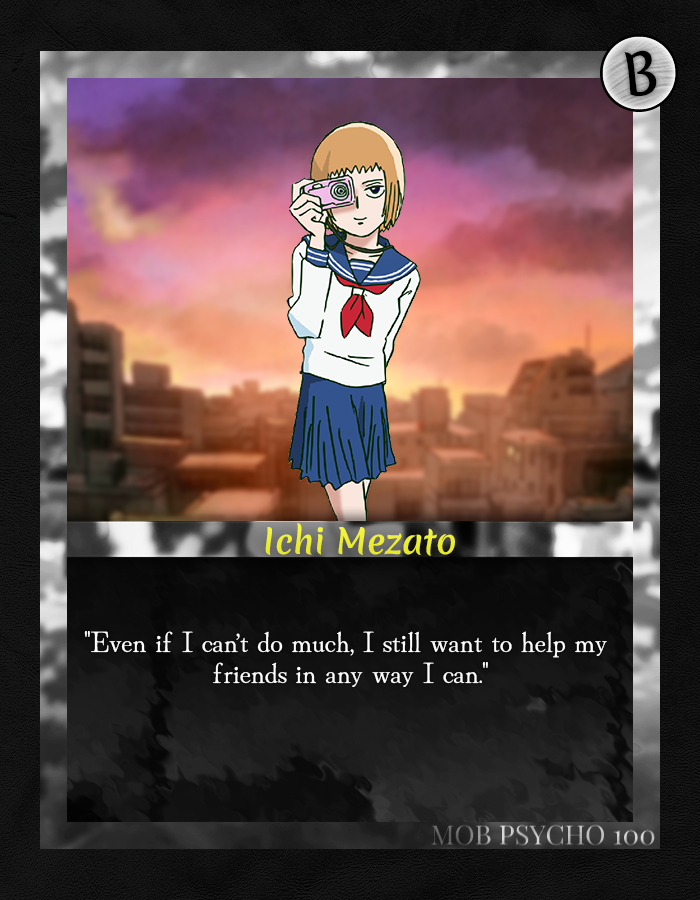 B
Ichi Mezato
"Even if I can't do much, I still want to help my
friends in any way I can."
MOB PSYCHO 100